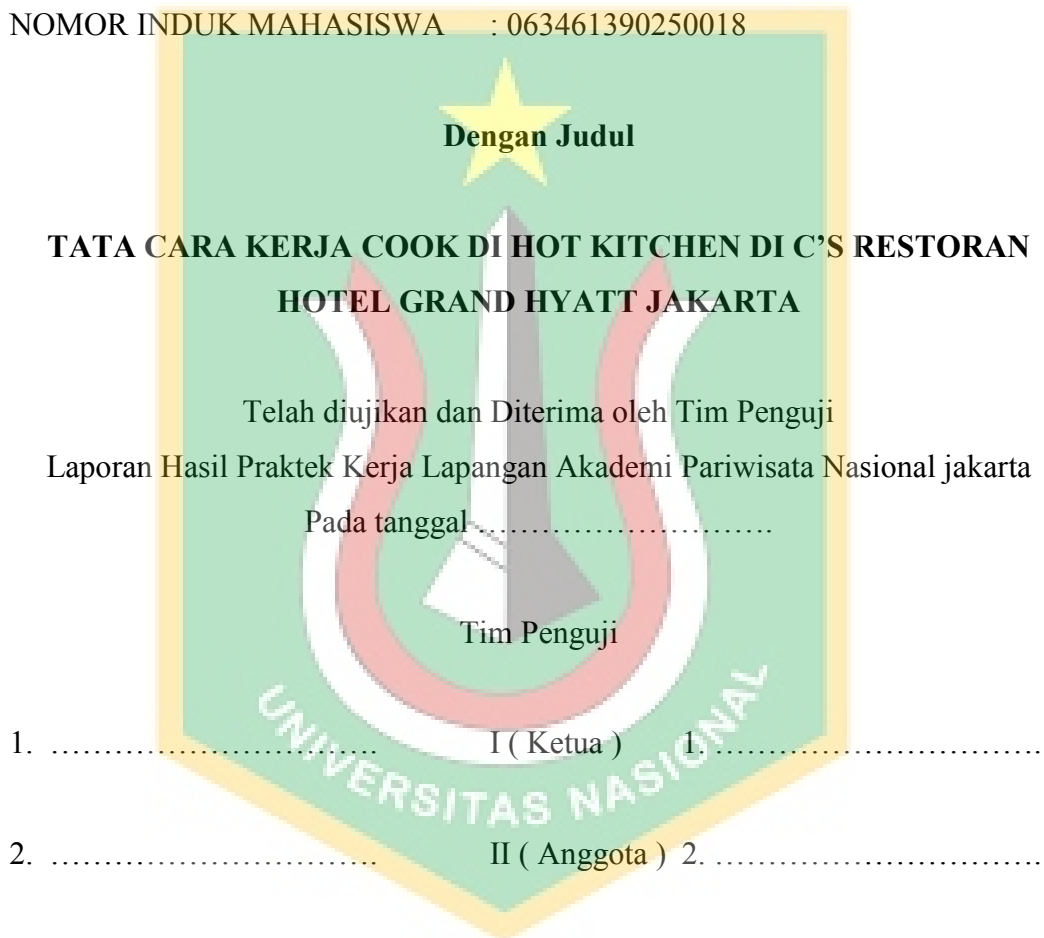 NOMOR INDUK MAHASISWA : 063461390250018
Dengan Judul
TATA CARA KERJA COOK DI HOT KITCHEN DI C’S RESTORAN
HOTEL GRAND HYATT JAKARTA
Telah diujikan dan Diterima oleh Tim Penguji
Laporan Hasil Praktek Kerja Lapangan Akademi Pariwisata Nasional jakarta
Pada tanggal ……………………….
Tim Penguji
1. …………………………. I ( Ketua ) 1. ………………………….
2. …………………………. II ( Anggota ) 2. ………………………….
UNIVERSITAS NASIONAL